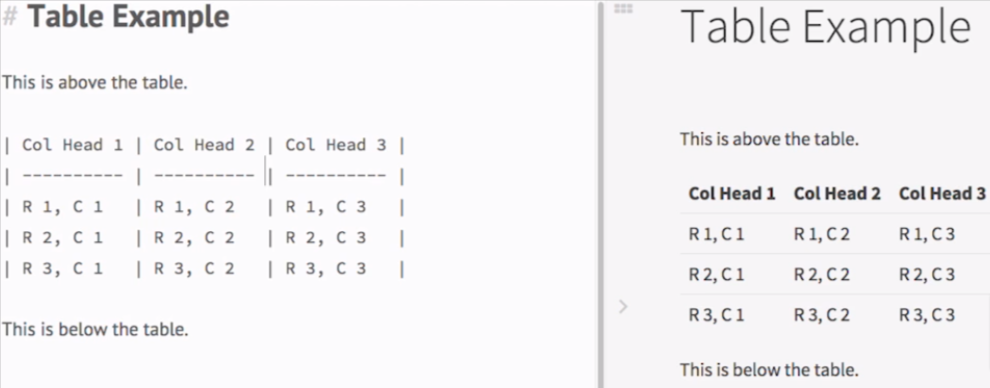 # Table Example
This is above the table.
| Col Head 1 | Col Head 2 | Col Head 3 |
| ---------- | ---------- | ---------- |
| R 1, C 1 | R 1, C 2 | R 1, C 3 |
| R 2, C 1 | R 2, C 2 | R 2, C 3 |
| R 3, C 1 | R 3, C 2 | R 3, C 3 |
This is below the table.
Table Example
This is above the table.
Col Head 1 Col Head 2 Col Head 3
R 1, C 1 R 1, C 2 R 1, C 3
R 2, C 1 R 2, C 2 R 2, C 3
R 3, C 1 R 3, C 2 R 3, C 3
This is below the table.